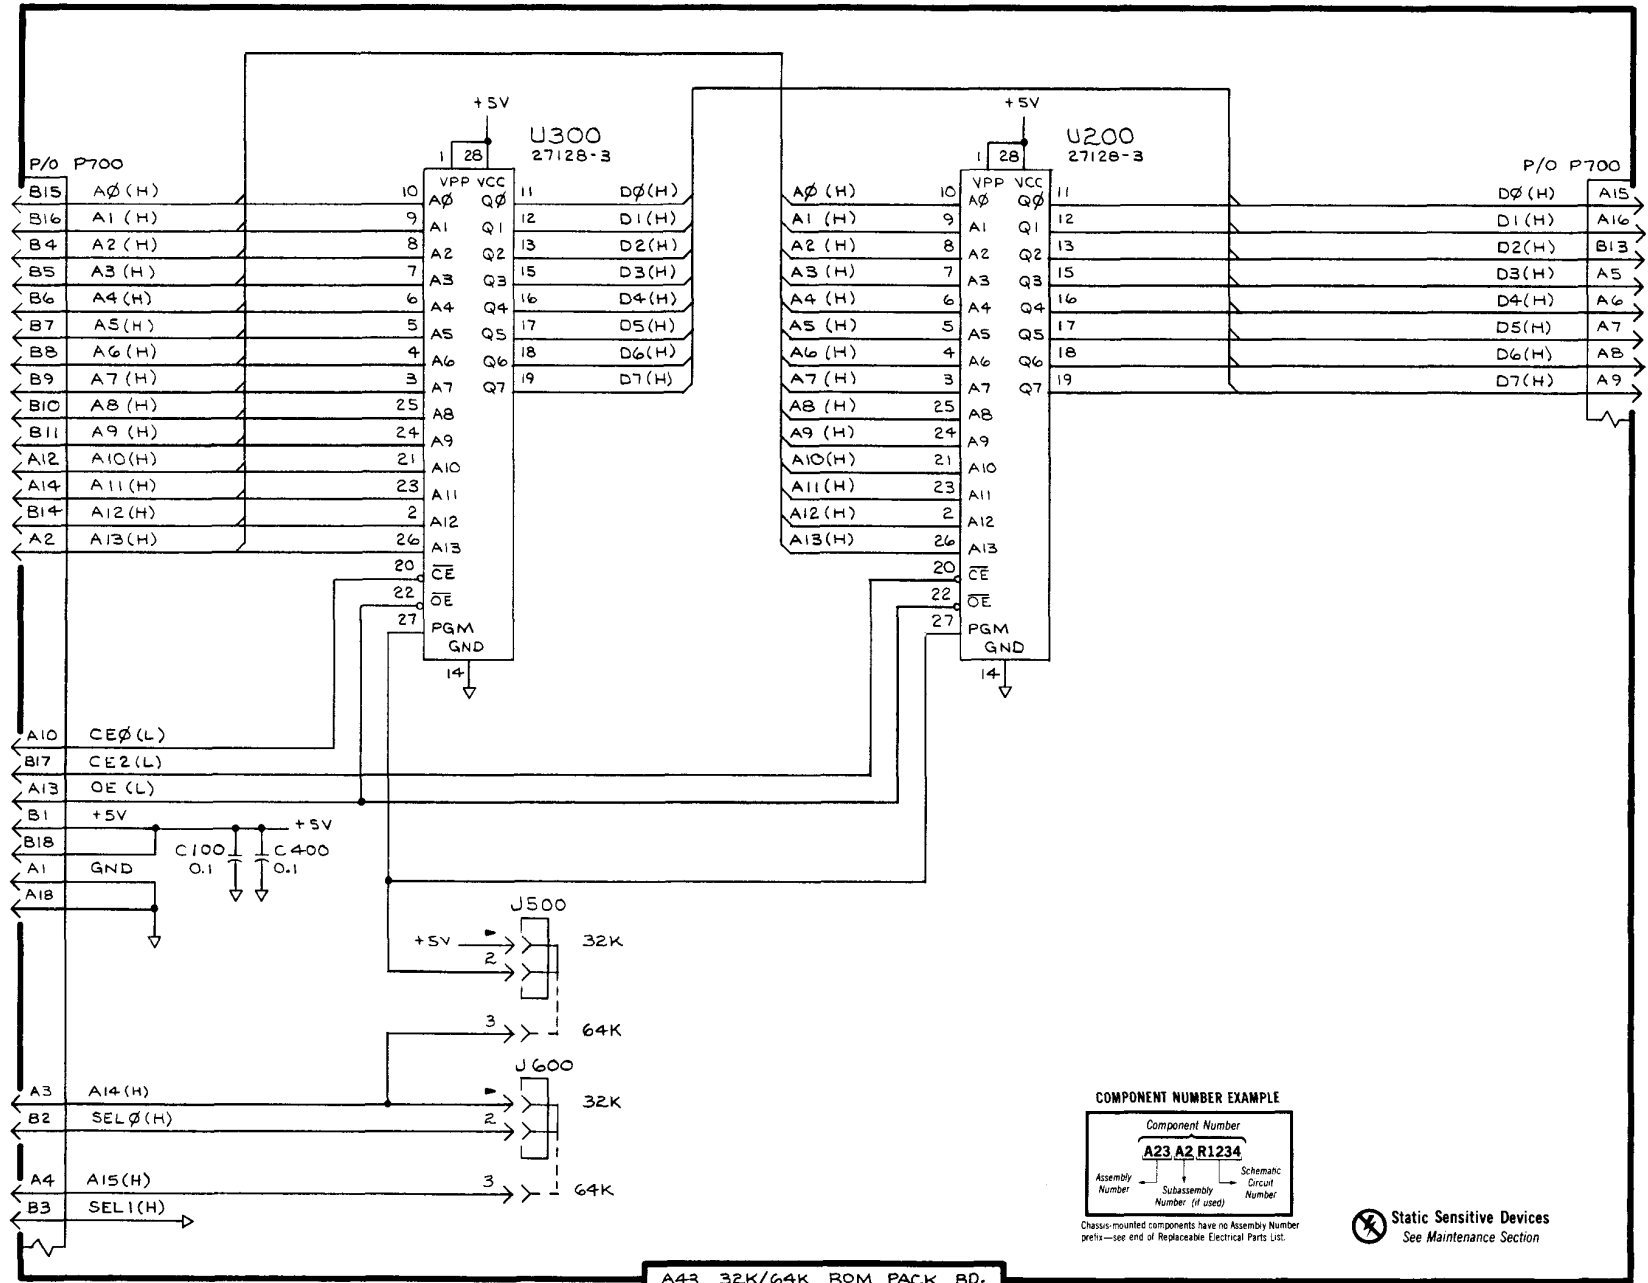 +5V
U300
27128-3
+5V
U200
27128-3
P/O P700
P/O P700
1 28
1 28
VPP VCC
VPP VCC
B15 AØ(H) 10 AØ QØ 11 DØ(H) AØ (H) 10 AØ QØ 11 DØ(H) A15
B16 A1 (H) 9 A1 Q1 12 D1(H) A1 (H) 9 A1 Q1 12 D1(H) A16
B4 A2 (H) 8 A2 Q2 13 D2(H) A2 (H) 8 A2 Q2 13 D2(H) B13
B5 A3 (H) 7 A3 Q3 15 D3(H) A3 (H) 7 A3 Q3 15 D3(H) A5
B6 A4 (H) 6 A4 Q4 16 D4(H) A4 (H) 6 A4 Q4 16 D4(H) A6
B7 A5 (H) 5 A5 Q5 17 D5(H) A5 (H) 5 A5 Q5 17 D5(H) A7
B8 A6 (H) 4 A6 Q6 18 D6(H) A6 (H) 4 A6 Q6 18 D6(H) A8
B9 A7 (H) 3 A7 Q7 19 D7(H) A7 (H) 3 A7 Q7 19 D7(H) A9
B10 A8 (H) 25 A8 A8 (H) 25 A8
B11 A9 (H) 24 A9 A9 (H) 24 A9
A12 A10(H) 21 A10 A10(H) 21 A10
A14 A11(H) 23 A11 A11(H) 23 A11
B14 A12(H) 2 A12 A12(H) 2 A12
A2 A13(H) 26 A13 A13(H) 26 A13
20 CE 20 CE
22 OE 22 OE
27 PGM 27 PGM
GND GND
14 14
A10 CEØ(L)
B17 CE2(L)
A13 OE (L)
B1 +5V +5V
B18
C100 C400
0.1 0.1
A1 GND
A18
J500
+5V 32K
2
3 64K
J600
A3 A14(H) 32K
B2 SELØ(H) 2
A4 A15(H) 3 64K
B3 SEL1(H)
COMPONENT NUMBER EXAMPLE
Component Number
A23 A2 R1234
Assembly Number
Subassembly Number (if used)
Schematic Circuit Number
Chassis-mounted components have no Assembly Number
prefix—see end of Replaceable Electrical Parts List.
Static Sensitive Devices
See Maintenance Section
A43 32K/64K ROM PACK BD.